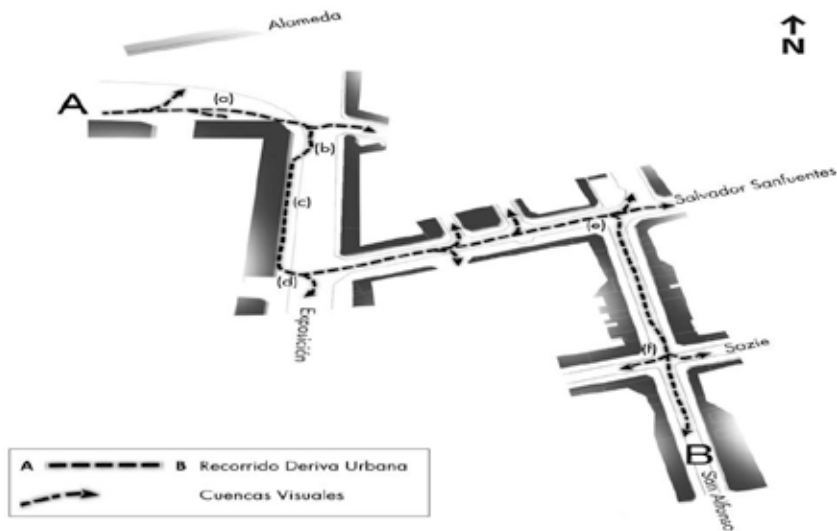 Alameda
N
A
(a)
(b)
(c)
Salvador Sanfuentes
(e)
(d)
Exposición
(f)
Sazie
B
San Alfonso
A B Recorrido Deriva Urbana
Cuencas Visuales